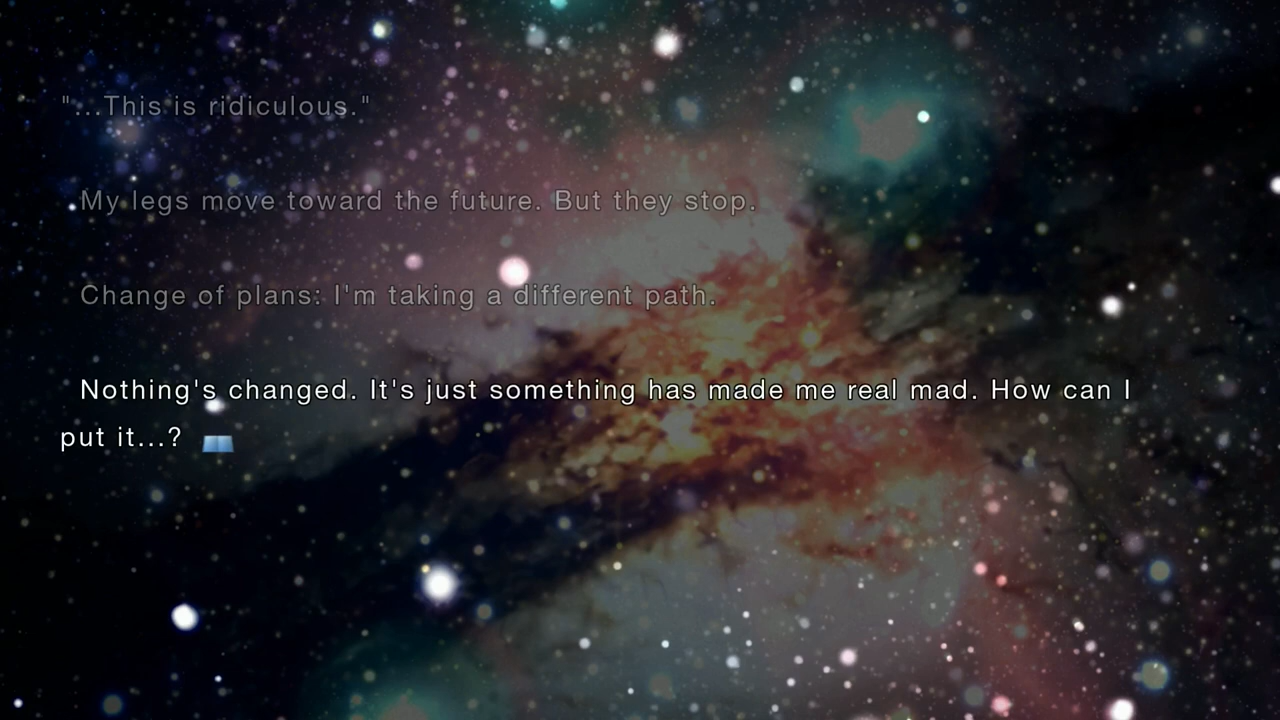 "...This is ridiculous."
My legs move toward the future. But they stop.
Change of plans: I'm taking a different path.
Nothing's changed. It's just something has made me real mad. How can I
put it...?